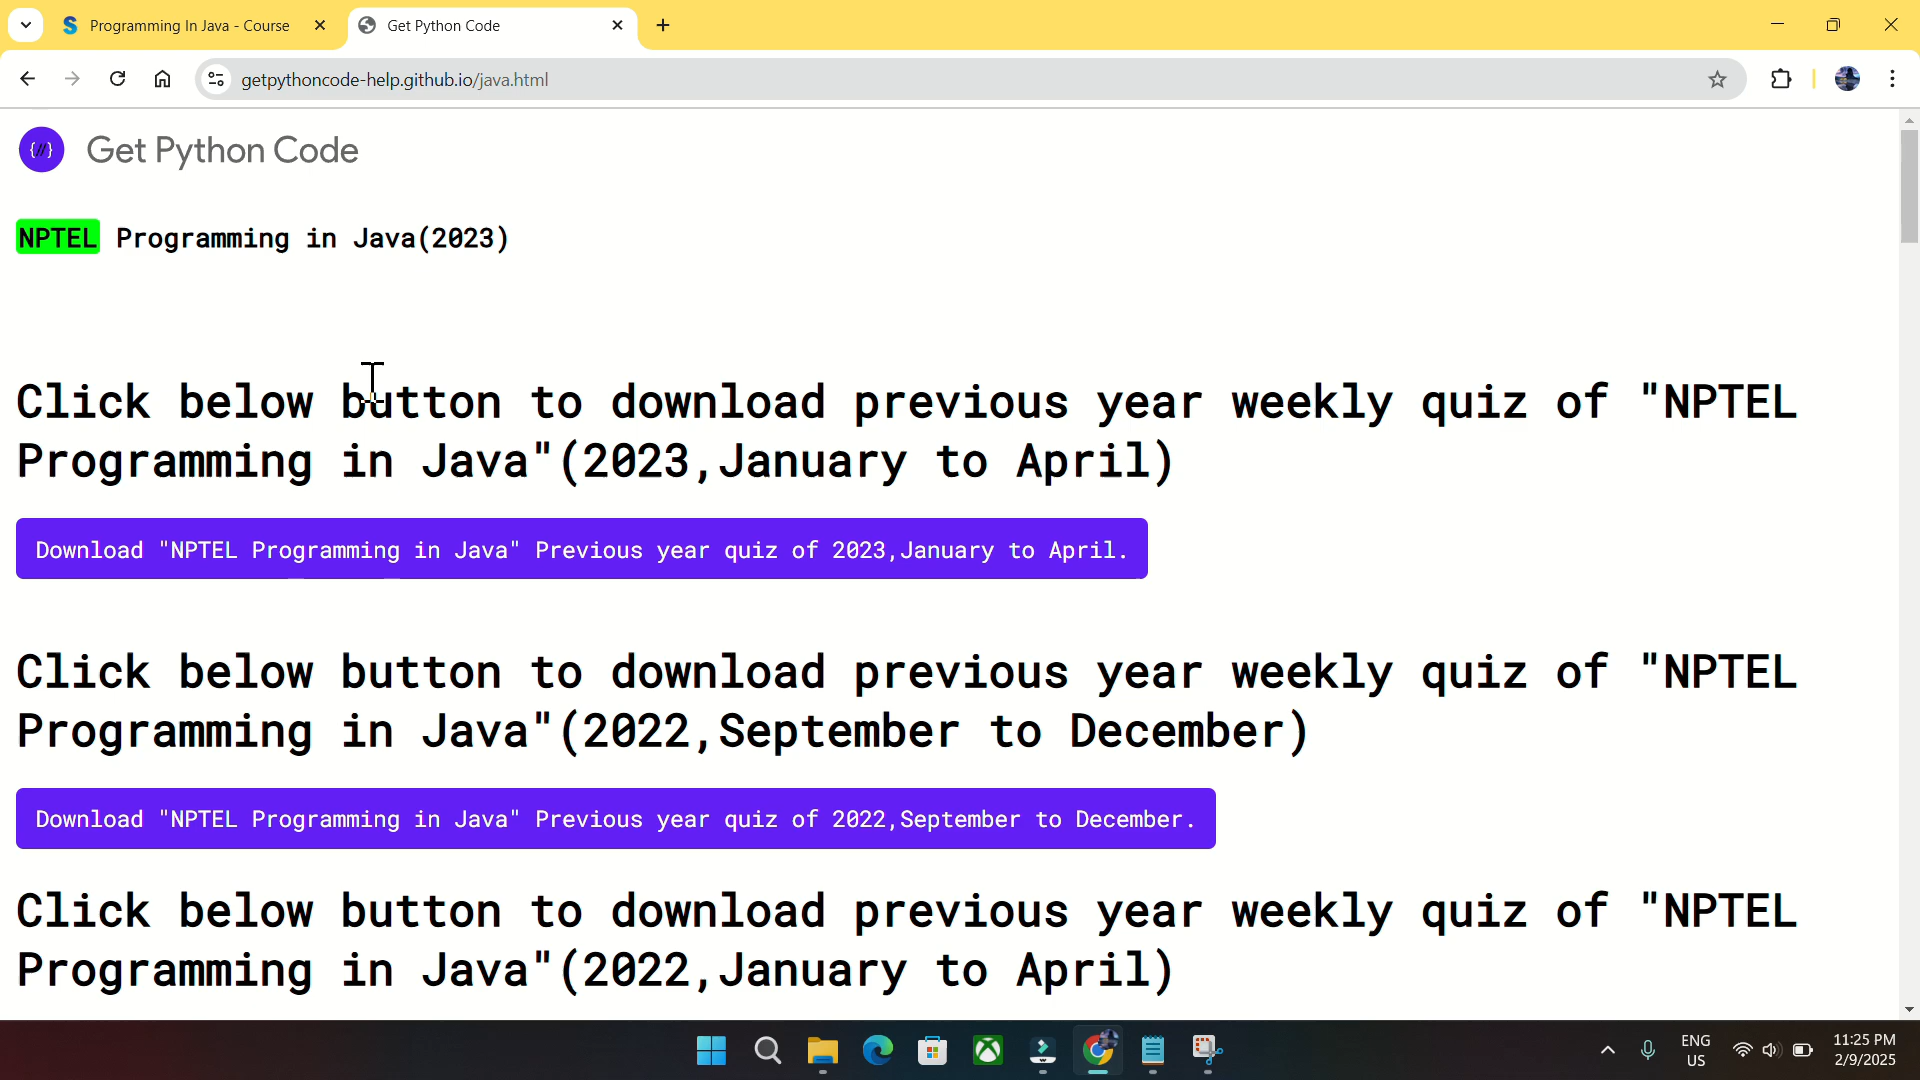 Programming In Java - Course
Get Python Code
getpythoncode-help.github.io/java.html
{//}
Get Python Code
NPTEL Programming in Java(2023)
Click below button to download previous year weekly quiz of "NPTEL
Programming in Java"(2023,January to April)
Download "NPTEL Programming in Java" Previous year quiz of 2023,January to April.
Click below button to download previous year weekly quiz of "NPTEL
Programming in Java"(2022,September to December)
Download "NPTEL Programming in Java" Previous year quiz of 2022,September to December.
Click below button to download previous year weekly quiz of "NPTEL
Programming in Java"(2022,January to April)
ENG
US
11:25 PM
2/9/2025